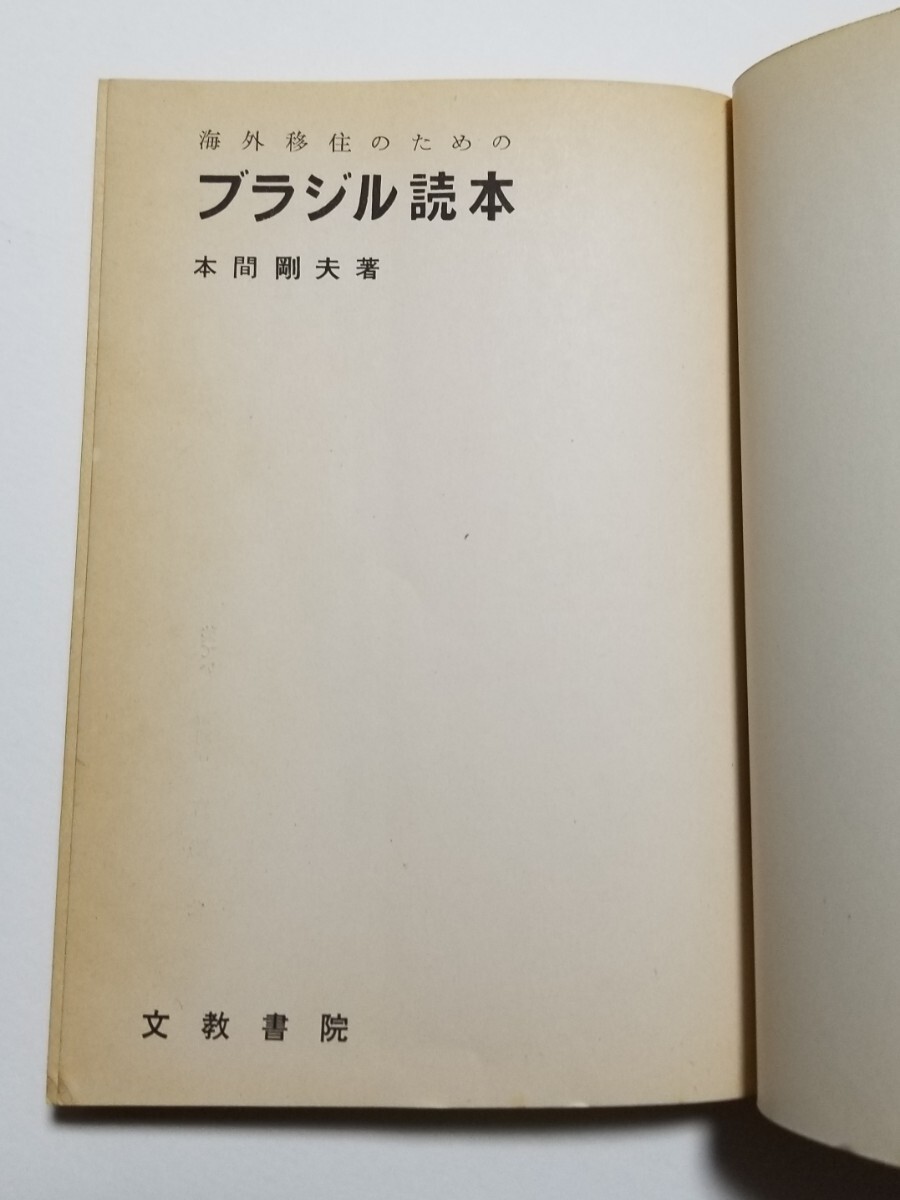 海外移住のための
ブラジル読本
本間剛夫著
文教書院